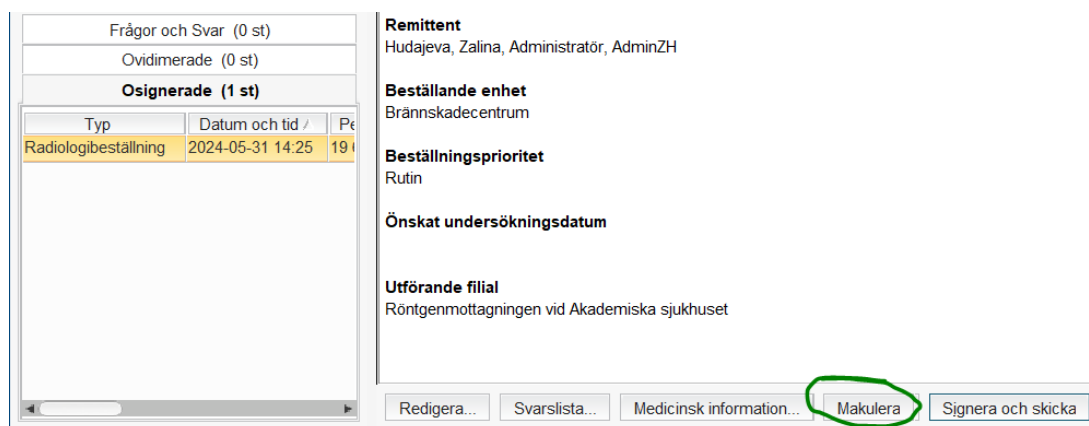 Frågor och Svar (0 st)
Ovidimerade (0 st)
Osignerade (1 st)
Typ Datum och tid
Radiologibeställning 2024-05-31 14:25 19
Remittent
Hudajeva, Zalina, Administratör, AdminZH
Beställande enhet
Brännskadecentrum
Beställningsprioritet
Rutin
Önskat undersökningsdatum
Utförande filial
Röntgenmottagningen vid Akademiska sjukhuset
Redigera... Svarslista... Medicinsk information... Makulera Signera och skicka